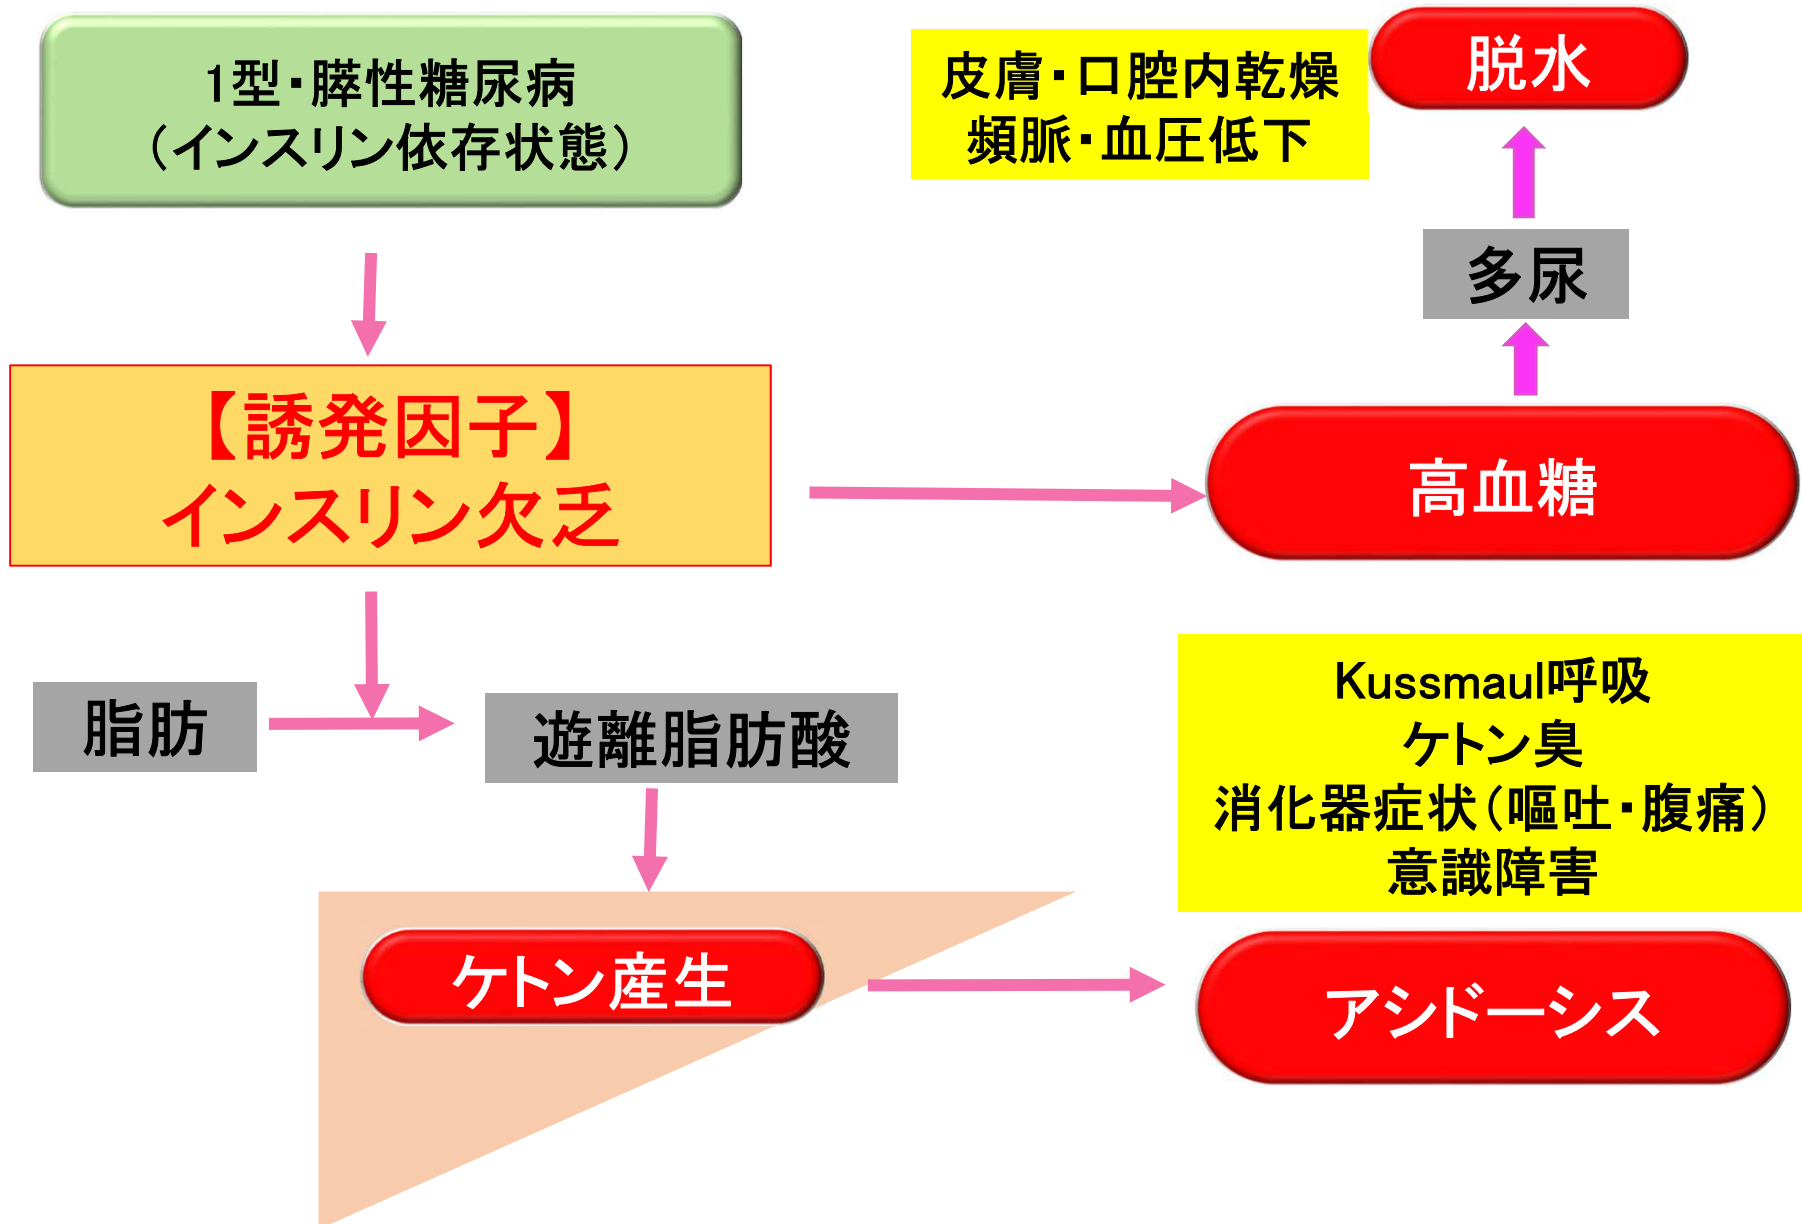 1型・膵性糖尿病
（インスリン依存状態）
皮膚・口腔内乾燥
頻脈・血圧低下
脱水
多尿
【誘発因子】
インスリン欠乏
高血糖
脂肪
遊離脂肪酸
Kussmaul呼吸
ケトン臭
消化器症状（嘔吐・腹痛）
意識障害
ケトン産生
アシドーシス